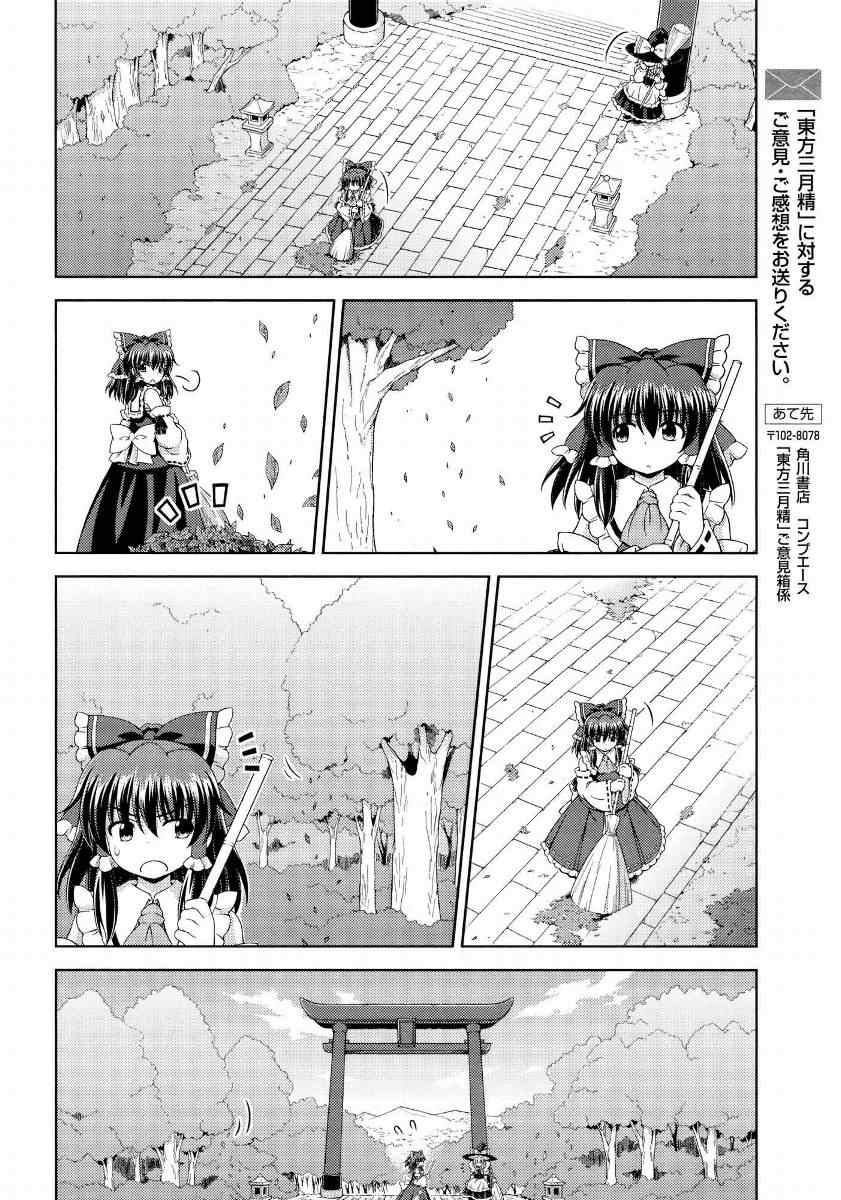 「東方三月精」に対する
ご意見・ご感想をお送りください。
あて先
〒102-8078
角川書店 コンプエース
「東方三月精」ご意見箱係